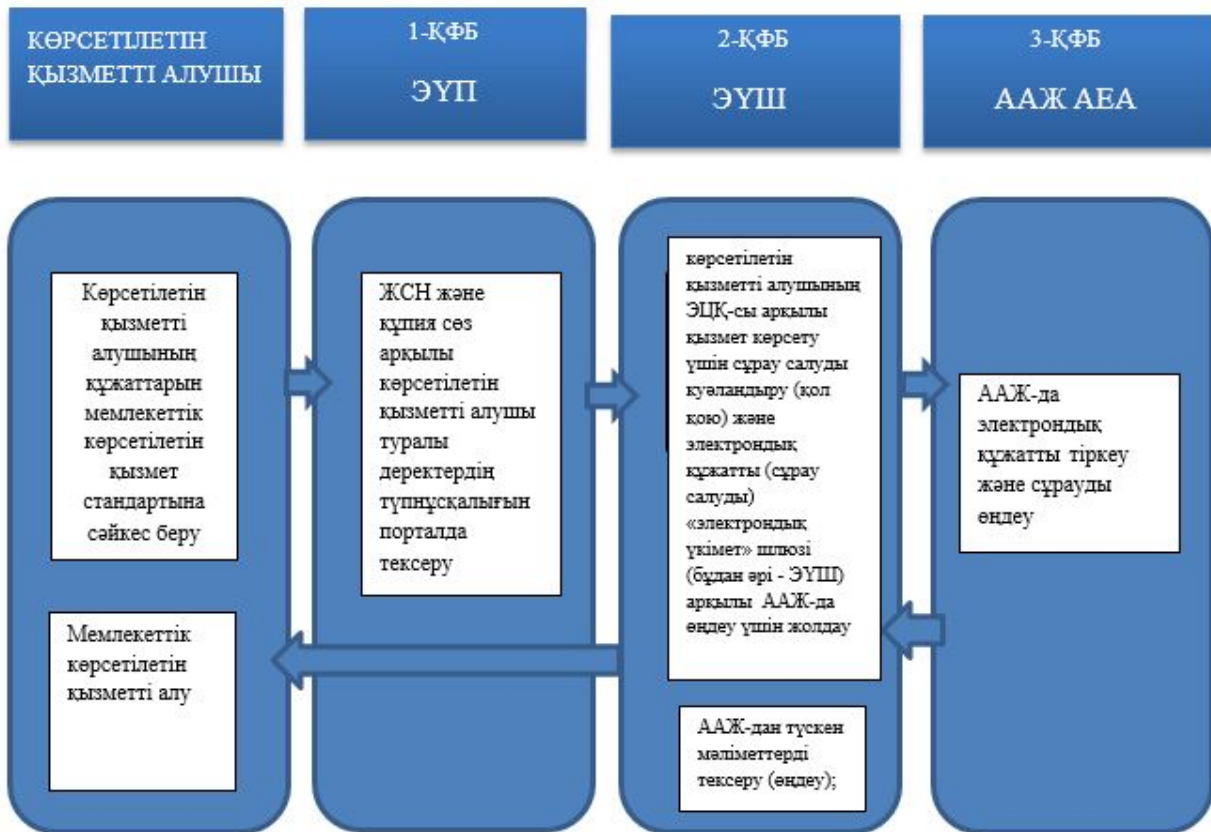 КӨРСЕТІЛЕТІН
ҚЫЗМЕТТІ АЛУШЫ
1-ҚФБ
ЭҮП
2-ҚФБ
ЭҮШ
3-ҚФБ
ААЖ АЕА
Көрсетілетін
қызметті
алушының
құжаттарын
мемлекеттік
көрсетілетін
қызмет
стандартына
сәйкес беру
Мемлекеттік
көрсетілетін
қызметті алу
ЖСН және
құпия сөз
арқылы
көрсетілетін
қызметті алушы
туралы
деректердің
түпнұсқалығын
порталда
тексеру
көрсетілетін
қызметті алушының
ЭЦҚ-сы арқылы
қызмет көрсету
үшін сұрау салуды
куәландыру (қол
қою) және
электрондық
құжатты (сұрау
салуды)
«электрондық
үкімет» шлюзі
(бұдан әрі - ЭҮШ)
арқылы ААЖ-да
өңдеу үшін жолдау
ААЖ-дан түскен
мәліметтерді
тексеру (өңдеу);
ААЖ-да
электрондық
құжатты тіркеу
және сұрауды
өңдеу